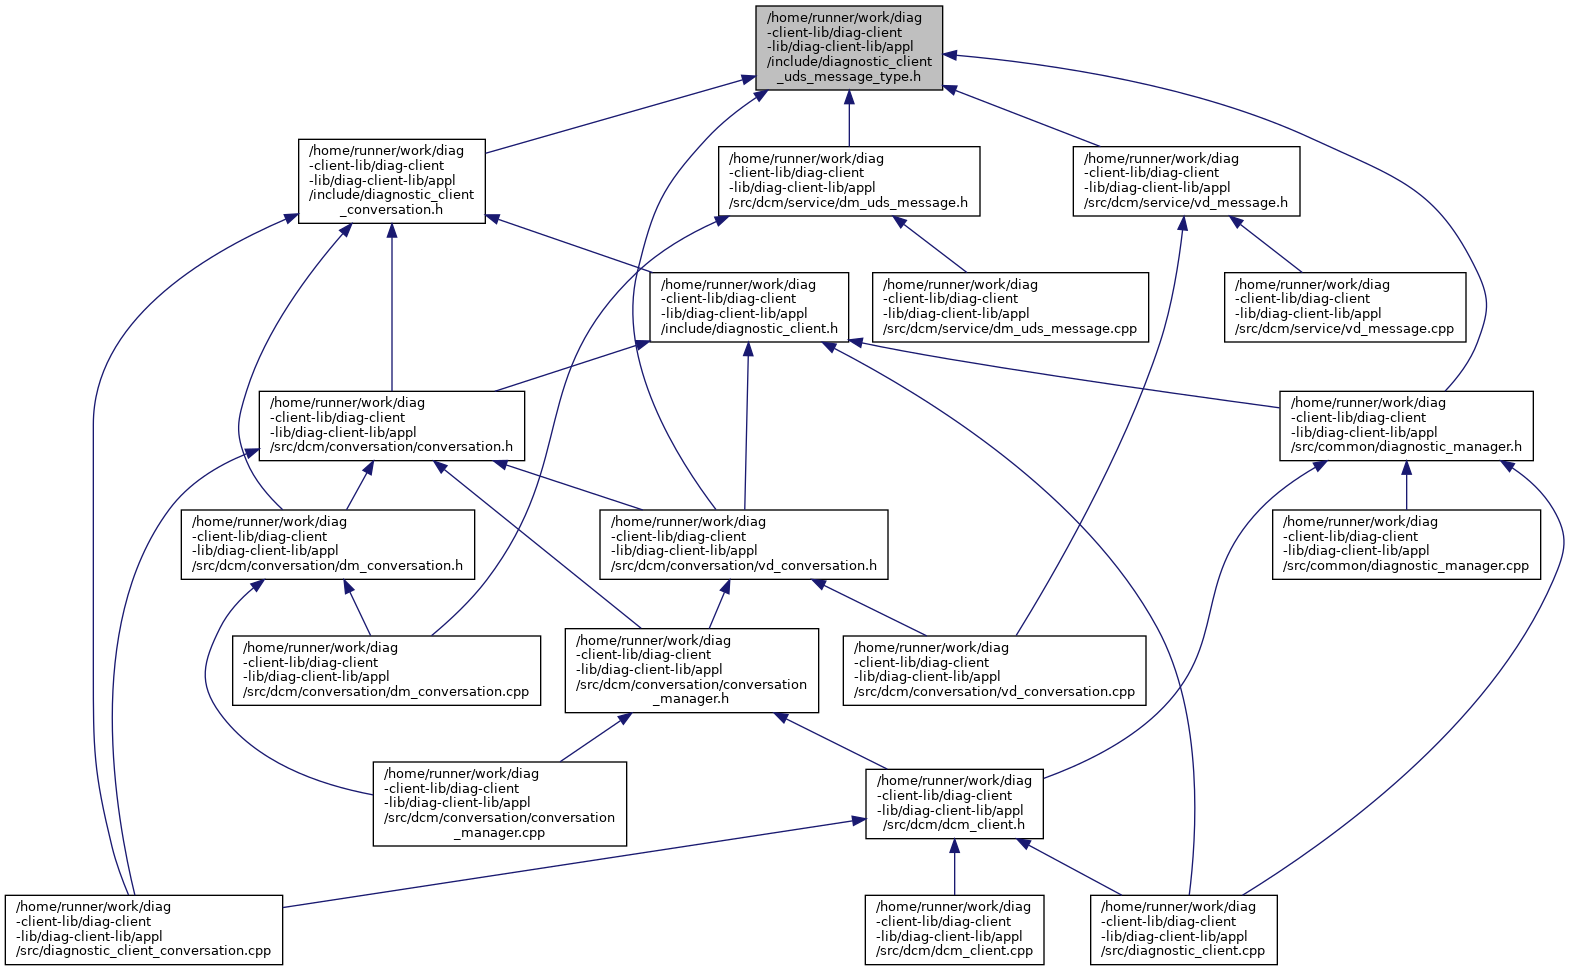 /home/runner/work/diag
-client-lib/diag-client
-lib/diag-client-lib/appl
/include/diagnostic_client
_uds_message_type.h
/home/runner/work/diag
-client-lib/diag-client
-lib/diag-client-lib/appl
/include/diagnostic_client
_conversation.h
/home/runner/work/diag
-client-lib/diag-client
-lib/diag-client-lib/appl
/src/dcm/service/dm_uds_message.h
/home/runner/work/diag
-client-lib/diag-client
-lib/diag-client-lib/appl
/src/dcm/service/vd_message.h
/home/runner/work/diag
-client-lib/diag-client
-lib/diag-client-lib/appl
/include/diagnostic_client.h
/home/runner/work/diag
-client-lib/diag-client
-lib/diag-client-lib/appl
/src/dcm/service/dm_uds_message.cpp
/home/runner/work/diag
-client-lib/diag-client
-lib/diag-client-lib/appl
/src/dcm/service/vd_message.cpp
/home/runner/work/diag
-client-lib/diag-client
-lib/diag-client-lib/appl
/src/dcm/conversation/conversation.h
/home/runner/work/diag
-client-lib/diag-client
-lib/diag-client-lib/appl
/src/common/diagnostic_manager.h
/home/runner/work/diag
-client-lib/diag-client
-lib/diag-client-lib/appl
/src/dcm/conversation/dm_conversation.h
/home/runner/work/diag
-client-lib/diag-client
-lib/diag-client-lib/appl
/src/dcm/conversation/vd_conversation.h
/home/runner/work/diag
-client-lib/diag-client
-lib/diag-client-lib/appl
/src/common/diagnostic_manager.cpp
/home/runner/work/diag
-client-lib/diag-client
-lib/diag-client-lib/appl
/src/dcm/conversation/dm_conversation.cpp
/home/runner/work/diag
-client-lib/diag-client
-lib/diag-client-lib/appl
/src/dcm/conversation/conversation
_manager.h
/home/runner/work/diag
-client-lib/diag-client
-lib/diag-client-lib/appl
/src/dcm/conversation/vd_conversation.cpp
/home/runner/work/diag
-client-lib/diag-client
-lib/diag-client-lib/appl
/src/dcm/conversation/conversation
_manager.cpp
/home/runner/work/diag
-client-lib/diag-client
-lib/diag-client-lib/appl
/src/dcm/dcm_client.h
/home/runner/work/diag
-client-lib/diag-client
-lib/diag-client-lib/appl
/src/diagnostic_client_conversation.cpp
/home/runner/work/diag
-client-lib/diag-client
-lib/diag-client-lib/appl
/src/dcm/dcm_client.cpp
/home/runner/work/diag
-client-lib/diag-client
-lib/diag-client-lib/appl
/src/diagnostic_client.cpp